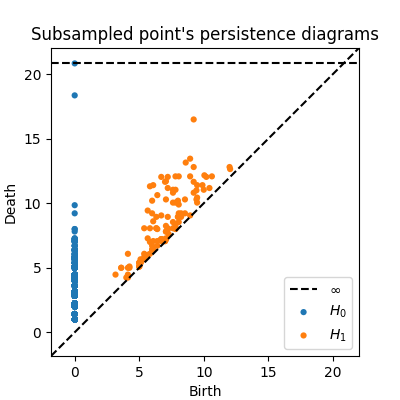 Subsampled point's persistence diagrams
20
15
10
5
0
Death
∞
H₀
H₁
0 5 10 15 20
Birth